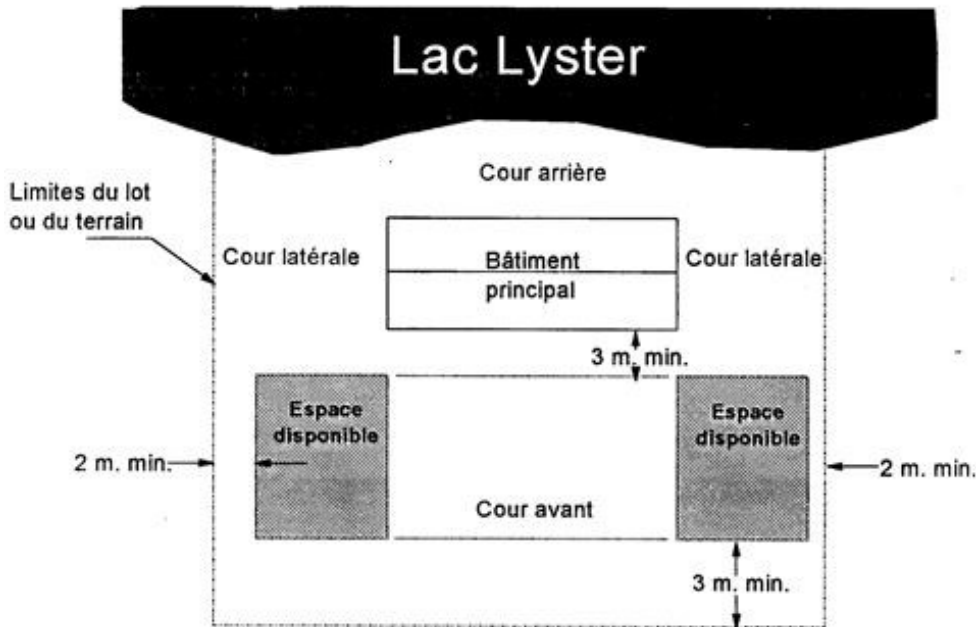 Lac Lyster
Cour arrière
Limites du lot
ou du terrain
Cour latérale
Bâtiment
principal
Cour latérale
3 m. min.
Espace
disponible
Espace
disponible
2 m. min.
2 m. min.
Cour avant
3 m. min.